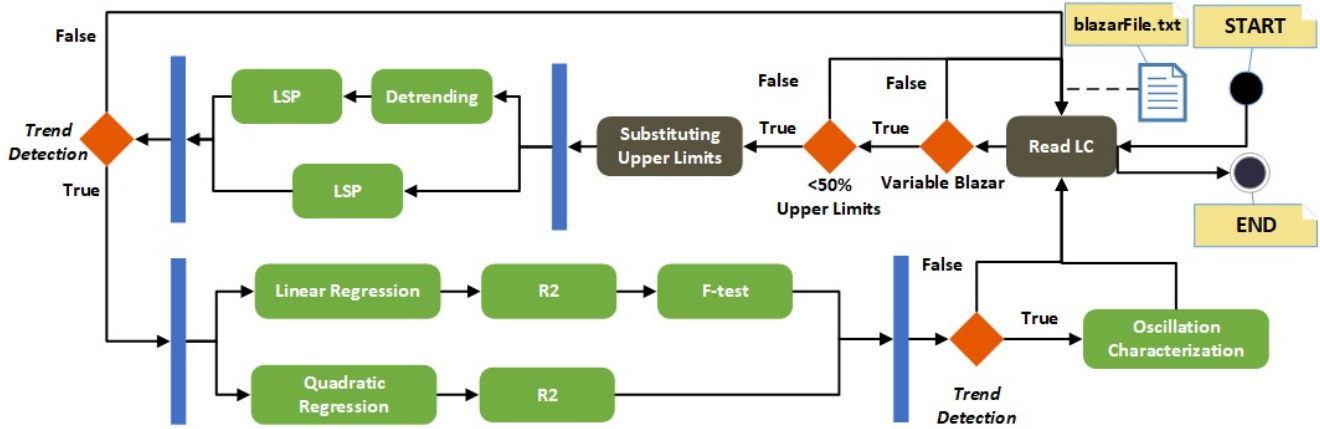 False
blazarFile.txt
START
LSP
Detrending
False
False
Trend
Detection
Substituting
Upper Limits
True
True
Read LC
True
LSP
<50%
Upper Limits
Variable Blazar
END
Linear Regression
R2
F-test
False
True
Oscillation
Characterization
Quadratic
Regression
R2
Trend
Detection